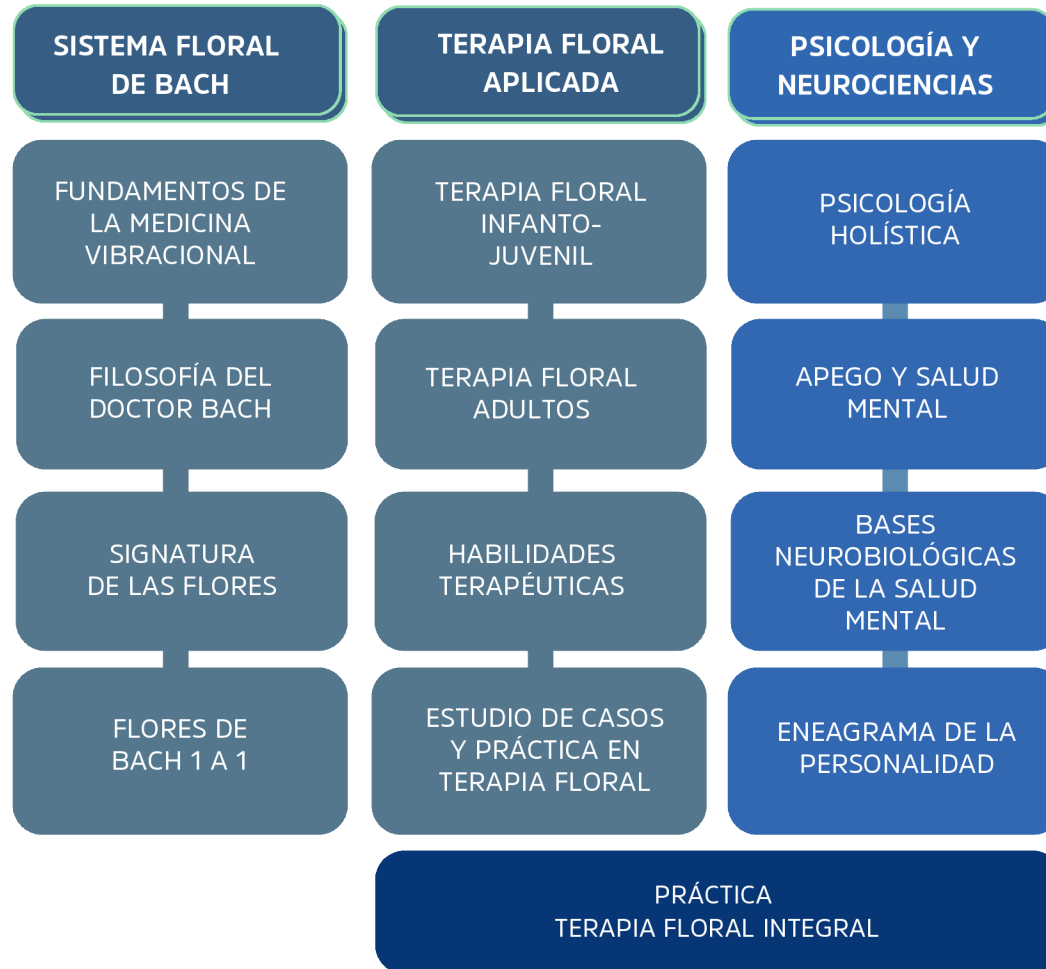 SISTEMA FLORAL
DE BACH
FUNDAMENTOS DE
LA MEDICINA
VIBRACIONAL
FILOSOFÍA DEL
DOCTOR BACH
SIGNATURA
DE LAS FLORES
FLORES DE
BACH 1 A 1
TERAPIA FLORAL
APLICADA
TERAPIA FLORAL
INFANTO-
JUVENIL
TERAPIA FLORAL
ADULTOS
HABILIDADES
TERAPÉUTICAS
ESTUDIO DE CASOS
Y PRÁCTICA EN
TERAPIA FLORAL
PSICOLOGÍA Y
NEUROCIENCIAS
PSICOLOGÍA
HOLÍSTICA
APEGO Y SALUD
MENTAL
BASES
NEUROBIOLÓGICAS
DE LA SALUD
MENTAL
ENEAGRAMA DE LA
PERSONALIDAD
PRÁCTICA
TERAPIA FLORAL INTEGRAL